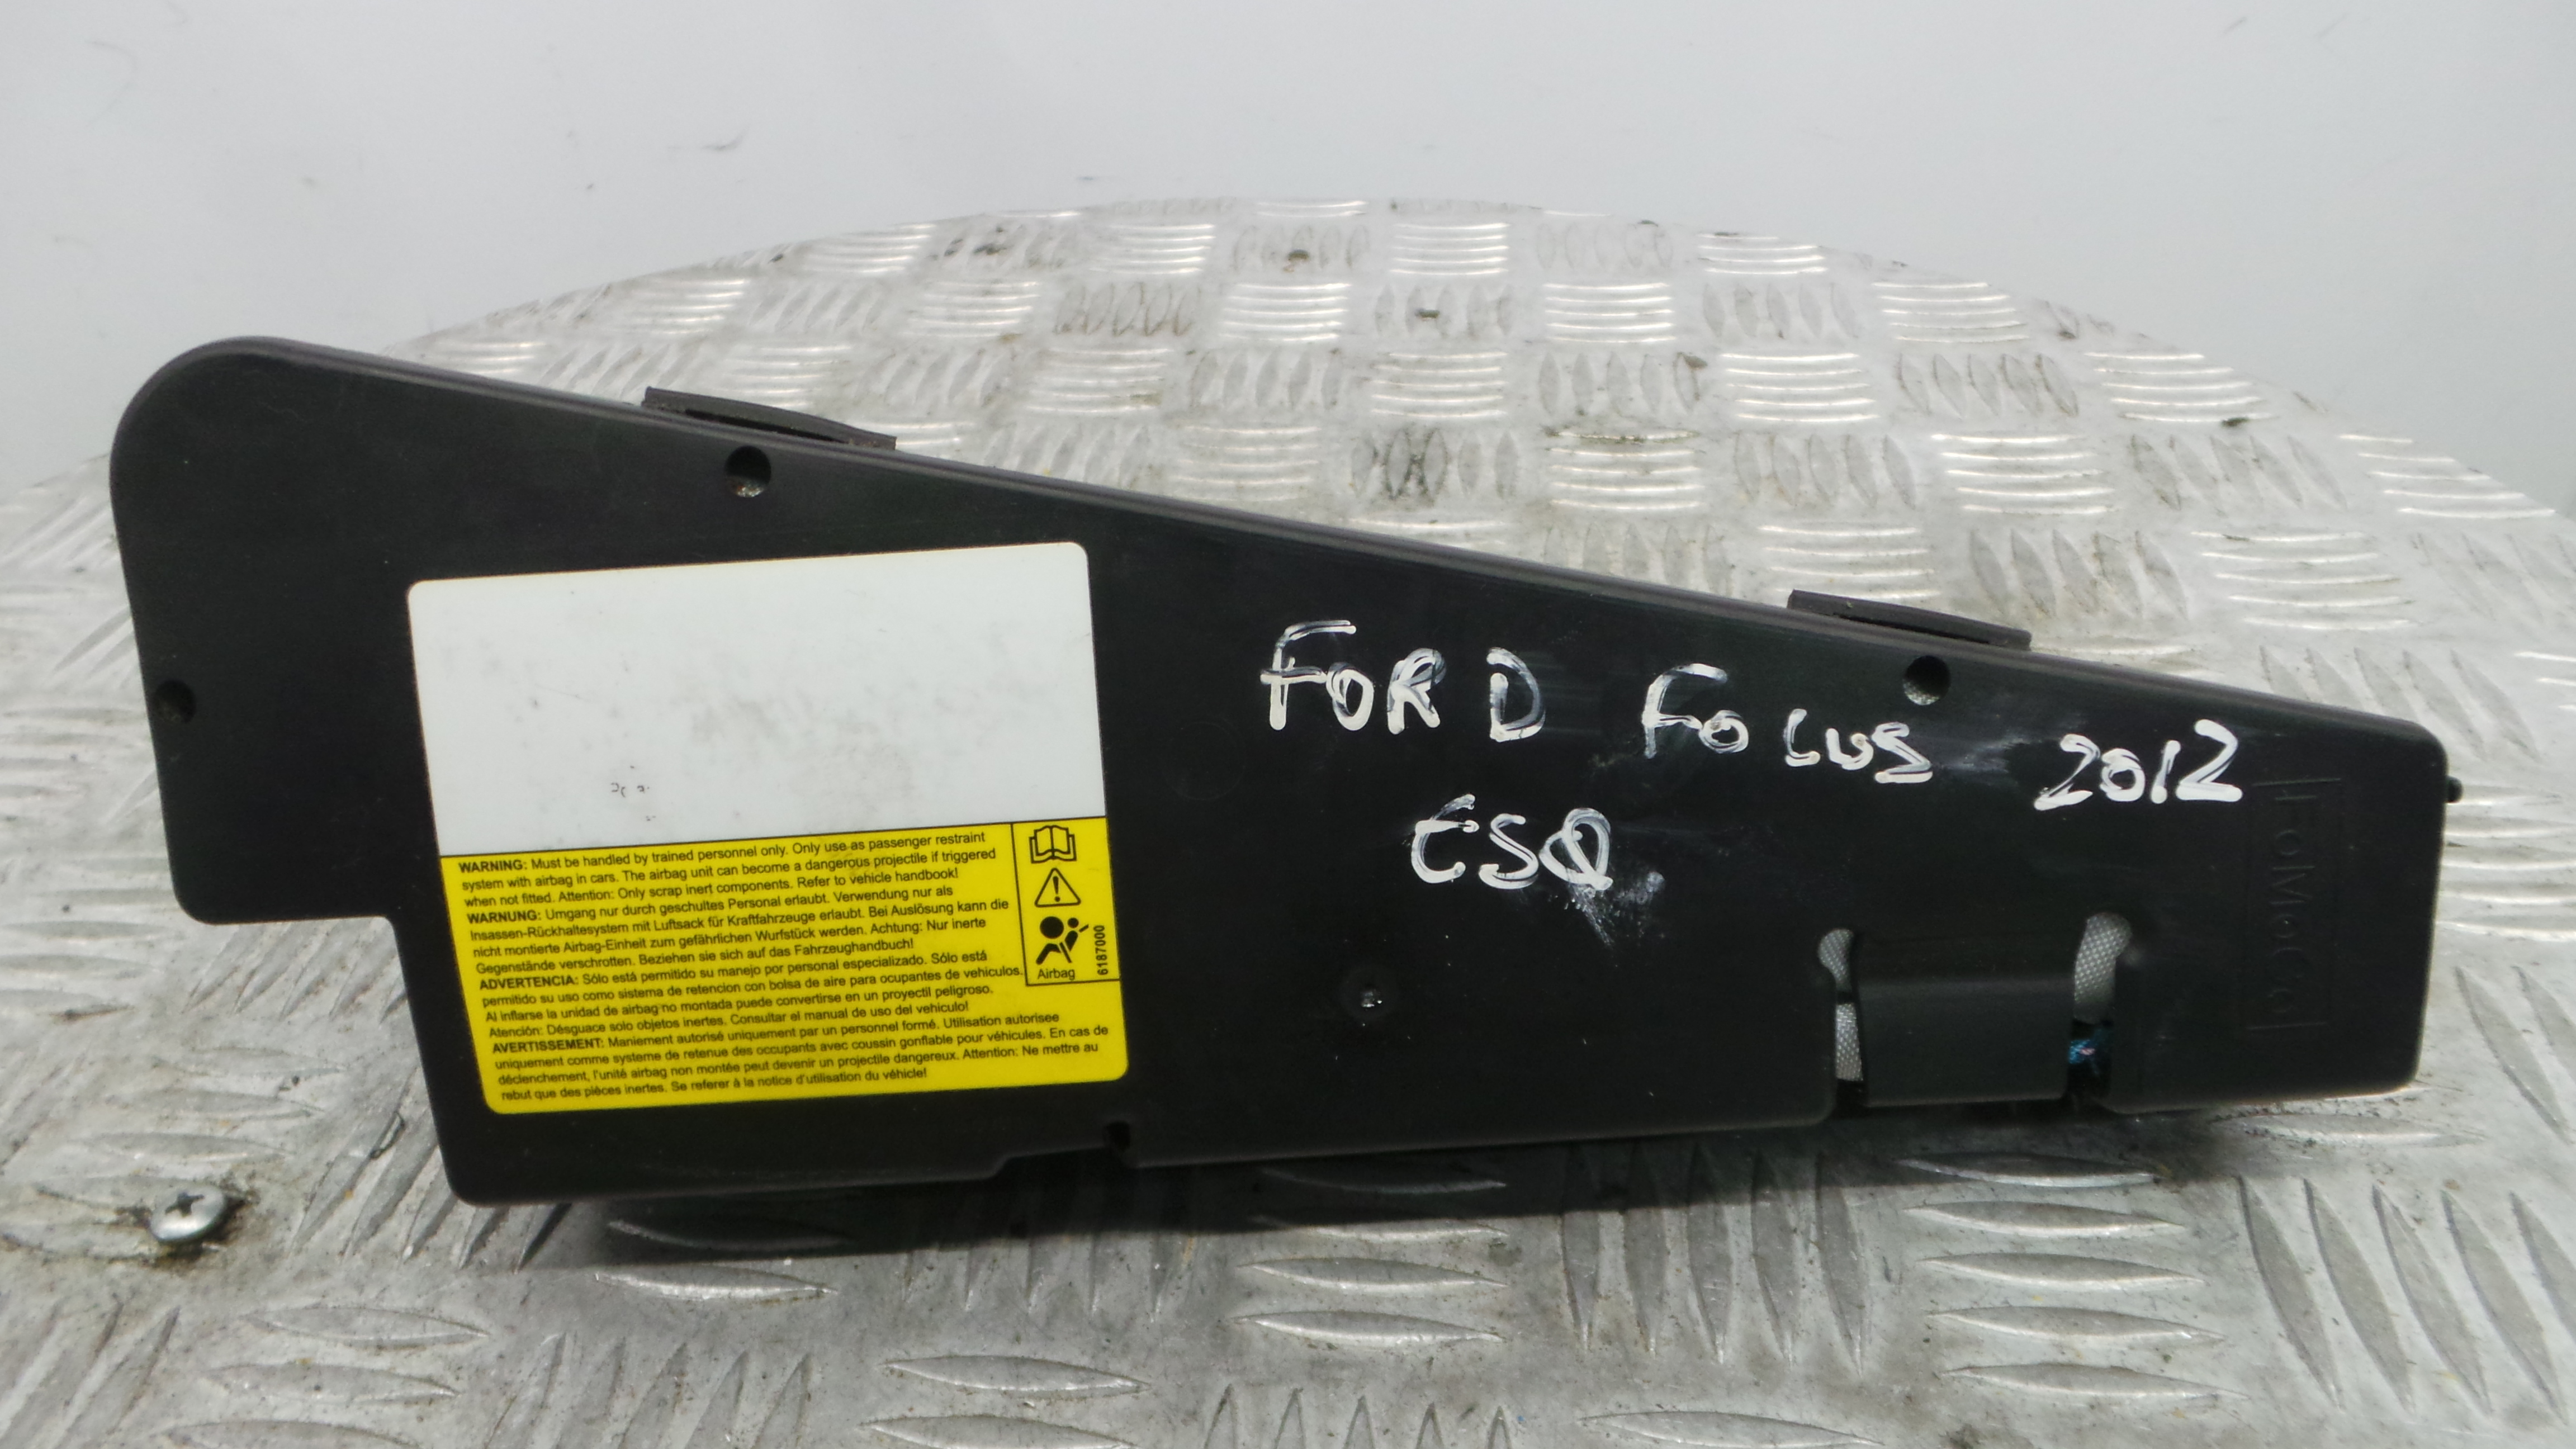 WARNING: Must be handled by trained personnel only. Only use as passenger restraint
system with airbag in cars. The airbag unit can become a dangerous projectile if triggered
when not fitted. Attention: Only scrap inert components. Refer to vehicle handbook!
WARNUNG: Umgang nur durch geschultes Personal erlaubt. Verwendung nur als
Insassen-Rückhaltesystem mit Luftsack für Kraftfahrzeuge erlaubt. Bei Auslösung kann die
nicht montierte Airbag-Einheit zum gefährlichen Wurfstück werden. Achtung: Nur inerte
Gegenstände verschrotten. Beziehen sie sich auf das Fahrzeughandbuch!
ADVERTENCIA: Sólo está permitido su manejo por personal especializado. Sólo está
permitido su uso como sistema de retencion con bolsa de aire para ocupantes de vehiculos.
Al inflarse la unidad de airbag no montada puede convertirse en un proyectil peligroso.
Atención: Désguace solo objetos inertes. Consultar el manual de uso del vehiculo!
AVERTISSEMENT: Maniement autorisé uniquement par un personnel formé. Utilisation autorisee
uniquement comme systeme de retenue des occupants avec coussin gonflable pour véhicules. En cas de
déclenchement, l'unité airbag non montée peut devenir un projectile dangereux. Attention: Ne mettre au
rebut que des pièces inertes. Se referer à la notice d'utilisation du véhicle!
Airbag
6187000
FORD FOCUS 2012
ESQ
FoMoCo